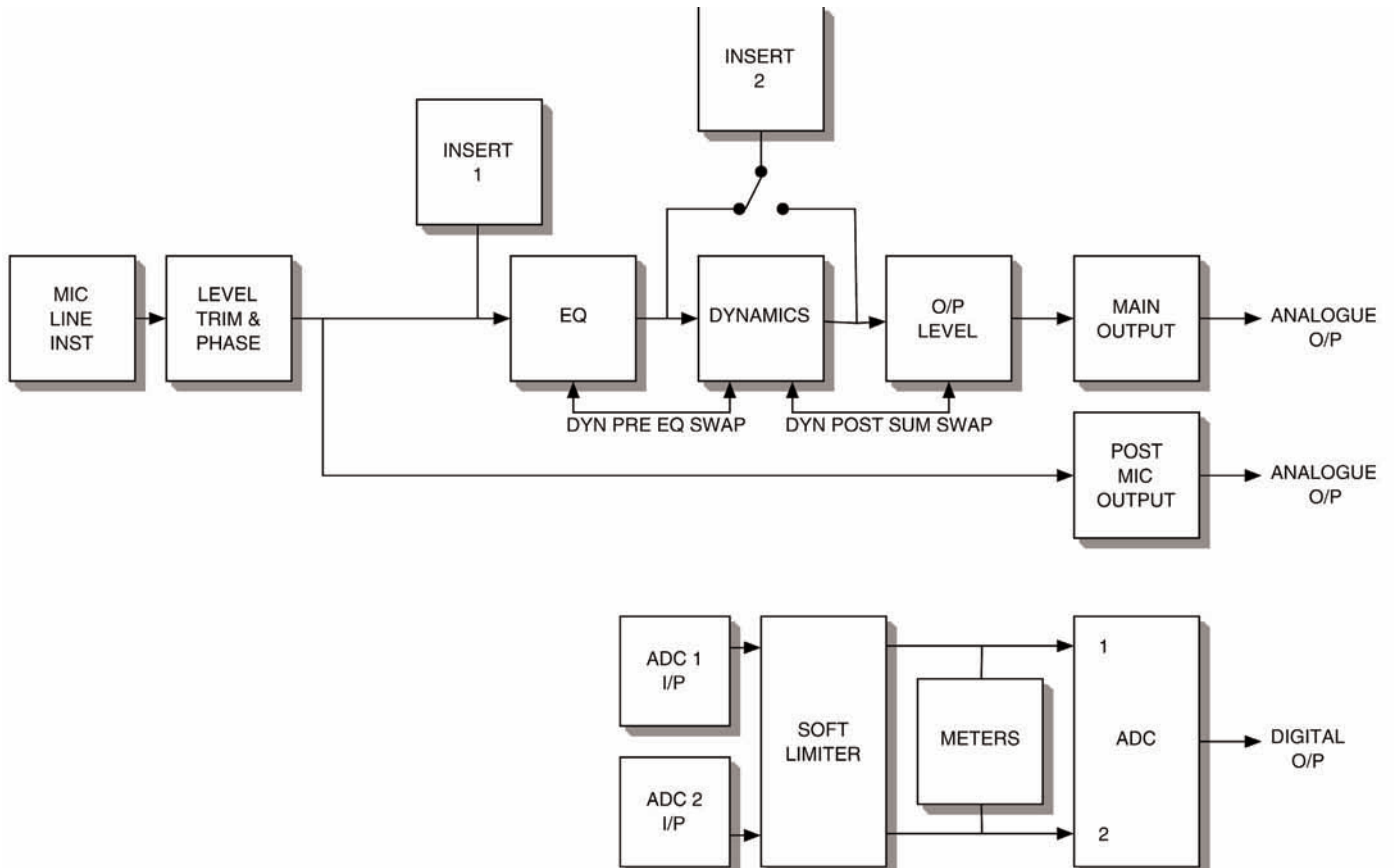 INSERT
2
INSERT
1
MIC
LINE
INST
LEVEL
TRIM &
PHASE
EQ
DYNAMICS
O/P
LEVEL
MAIN
OUTPUT
ANALOGUE
O/P
DYN PRE EQ SWAP
DYN POST SUM SWAP
POST
MIC
OUTPUT
ANALOGUE
O/P
ADC 1
I/P
ADC 2
I/P
SOFT
LIMITER
METERS
1
ADC
2
DIGITAL
O/P